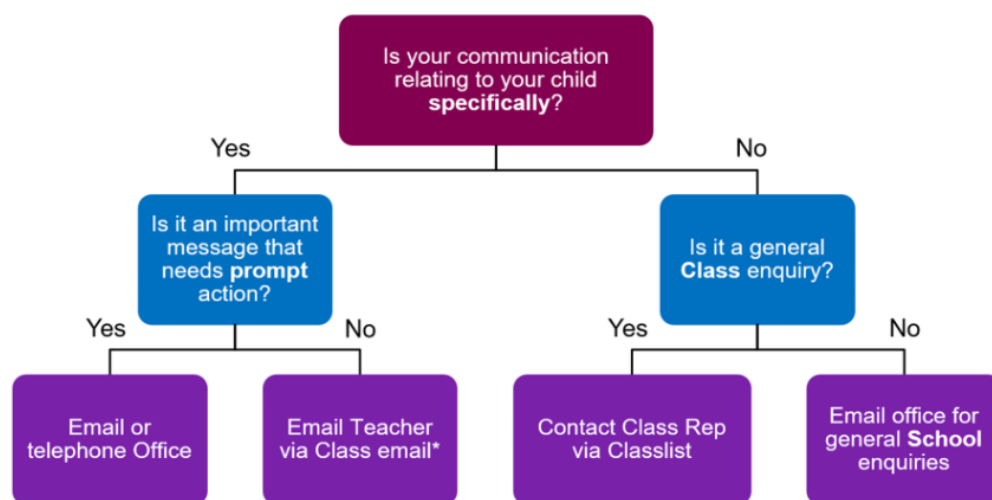 Is your communication
relating to your child
specifically?
Yes
No
Is it an important
message that
needs prompt
action?
Is it a general
Class enquiry?
Yes
No
Yes
No
Email or
telephone Office
Email Teacher
via Class email*
Contact Class Rep
via Classlist
Email office for
general School
enquiries